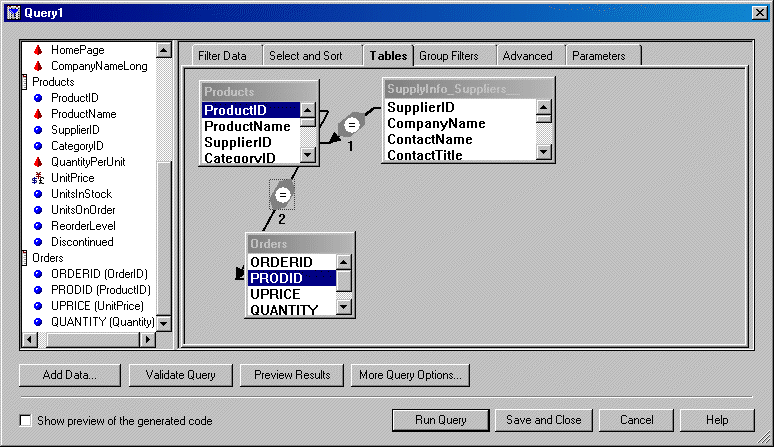 Query1
HomePage
CompanyNameLong
Products
ProductID
ProductName
SupplierID
CategoryID
QuantityPerUnit
UnitPrice
UnitsInStock
UnitsOnOrder
ReorderLevel
Discontinued
Orders
ORDERID (OrderID)
PRODID (ProductID)
UPRICE (UnitPrice)
QUANTITY (Quantity)
Filter Data Select and Sort Tables Group Filters Advanced Parameters
Products
ProductID
ProductName
SupplierID
CategoryID
=
1
SupplyInfo_Suppliers__
SupplierID
CompanyName
ContactName
ContactTitle
=
2
Orders
ORDERID
PRODID
UPRICE
QUANTITY
Add Data... Validate Query Preview Results More Query Options...
Show preview of the generated code
Run Query Save and Close Cancel Help